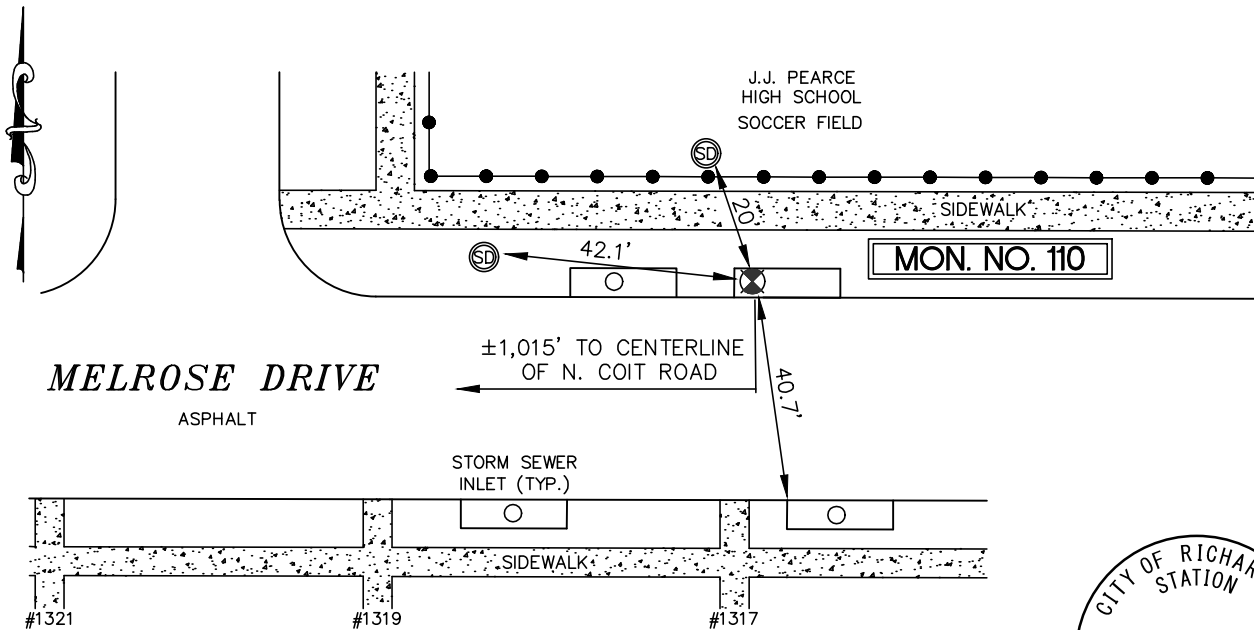 J.J. PEARCE
HIGH SCHOOL
SOCCER FIELD
SD
20
SIDEWALK
SD
42.1'
MON. NO. 110
±1,015' TO CENTERLINE
OF N. COIT ROAD
MELROSE DRIVE
ASPHALT
40.7'
STORM SEWER
INLET (TYP.)
SIDEWALK
CITY OF RICHAR
STATION
#1321
#1319
#1317